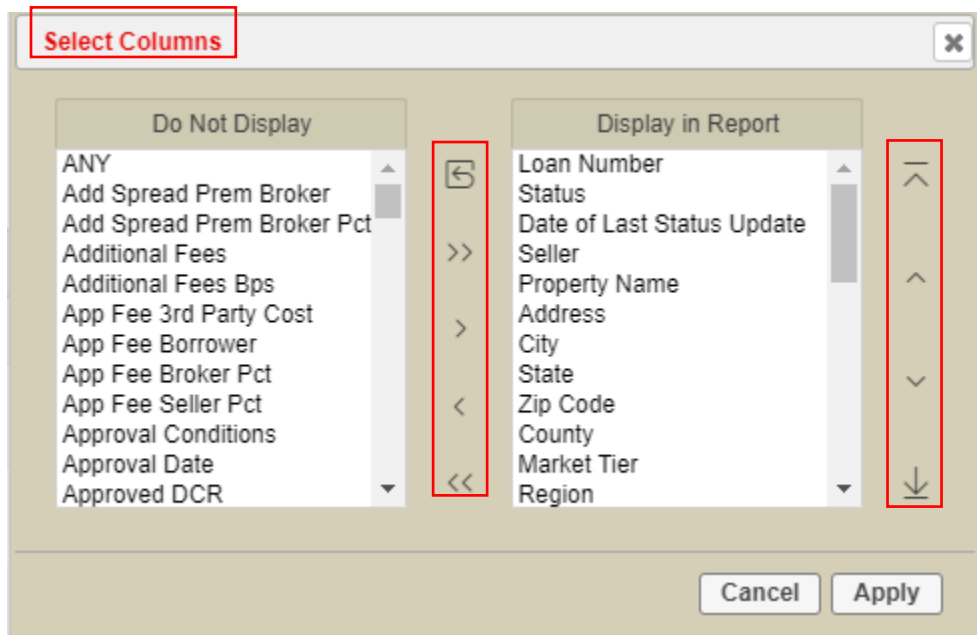 Select Columns
Do Not Display
ANY
Add Spread Prem Broker
Add Spread Prem Broker Pct
Additional Fees
Additional Fees Bps
App Fee 3rd Party Cost
App Fee Borrower
App Fee Broker Pct
App Fee Seller Pct
Approval Conditions
Approval Date
Approved DCR
>>
>
<
<<
Display in Report
Loan Number
Status
Date of Last Status Update
Seller
Property Name
Address
City
State
Zip Code
County
Market Tier
Region
Cancel
Apply